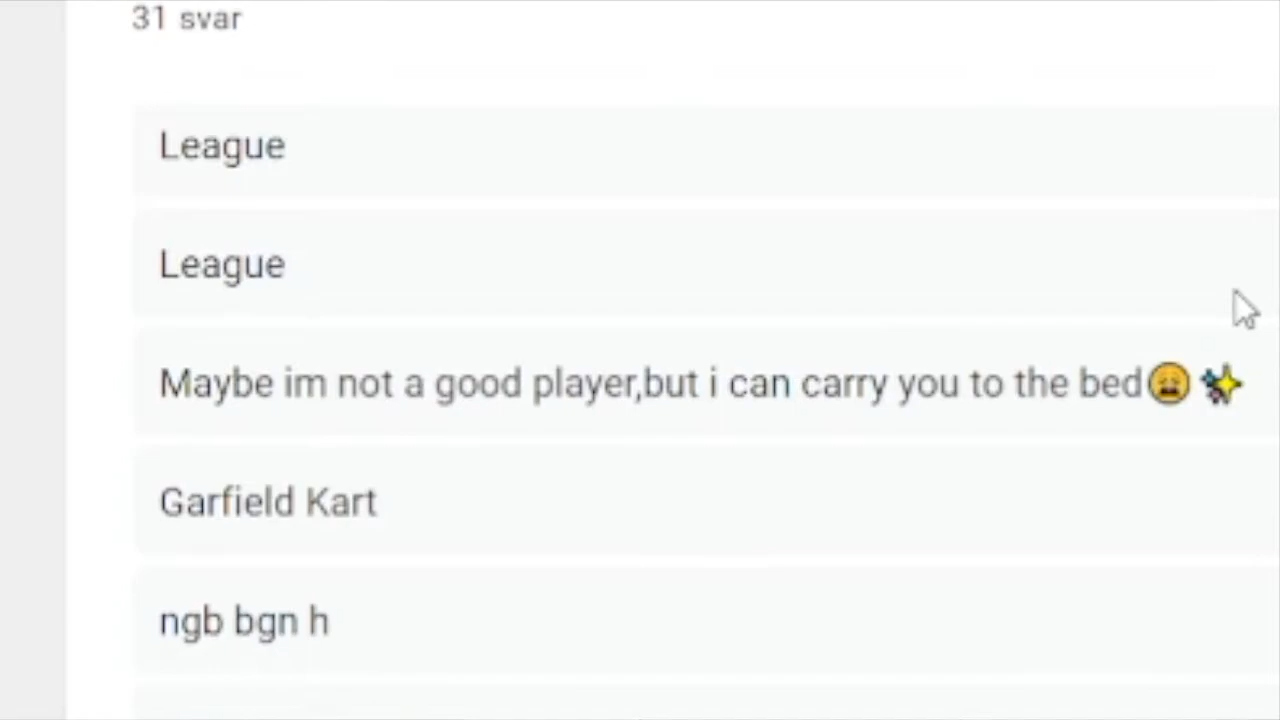 31 svar
League
League
Maybe im not a good player,but i can carry you to the bed😩✨
Garfield Kart
ngb bgn h